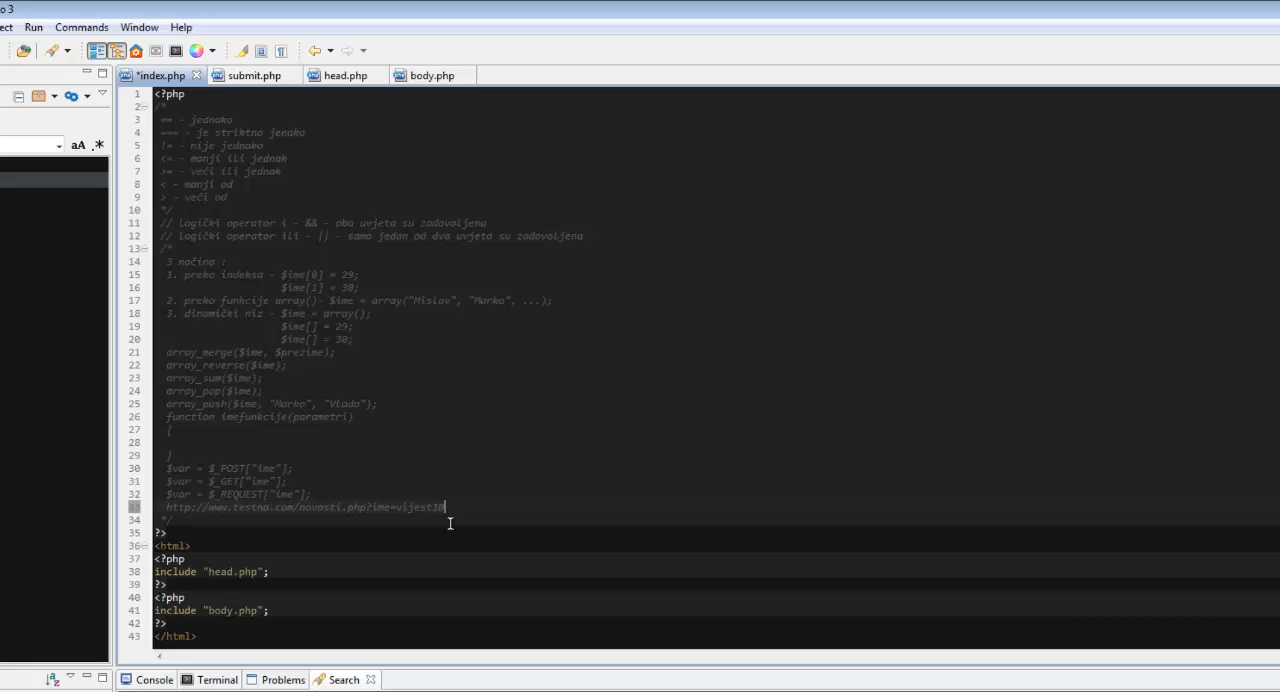 o 3
ect Run Commands Window Help
*index.php submit.php head.php body.php
aA .*
1 <?php
2 /*
3 == - jednako
4 === - je striktno jenako
5 != - nije jednako
6 <= - manji ili jednak
7 >= - veći ili jednak
8 < - manji od
9 > - veći od
10 */
11 // logički operator i - && - oba uvjeta su zadovoljena
12 // logički operator ili - || - samo jedan od dva uvjeta su zadovoljena
13 /*
14 3 načina :
15 1. preko indeksa - $ime[0] = 29;
16 $ime[1] = 30;
17 2. preko funkcije array()- $ime = array("Mislav", "Marko", ...);
18 3. dinamički niz - $ime = array();
19 $ime[] = 29;
20 $ime[] = 30;
21 array_merge($ime, $prezime);
22 array_reverse($ime);
23 array_sum($ime);
24 array_pop($ime);
25 array_push($ime, "Marko", "Vlado");
26 function imefunkcije(parametri)
27 {
28
29 }
30 $var = $_POST["ime"];
31 $var = $_GET["ime"];
32 $var = $_REQUEST["ime"];
33 http://www.testna.com/novosti.php?ime=vijest10
34 */
35 ?>
36 <html>
37 <?php
38 include "head.php";
39 ?>
40 <?php
41 include "body.php";
42 ?>
43 </html>
Console Terminal Problems Search